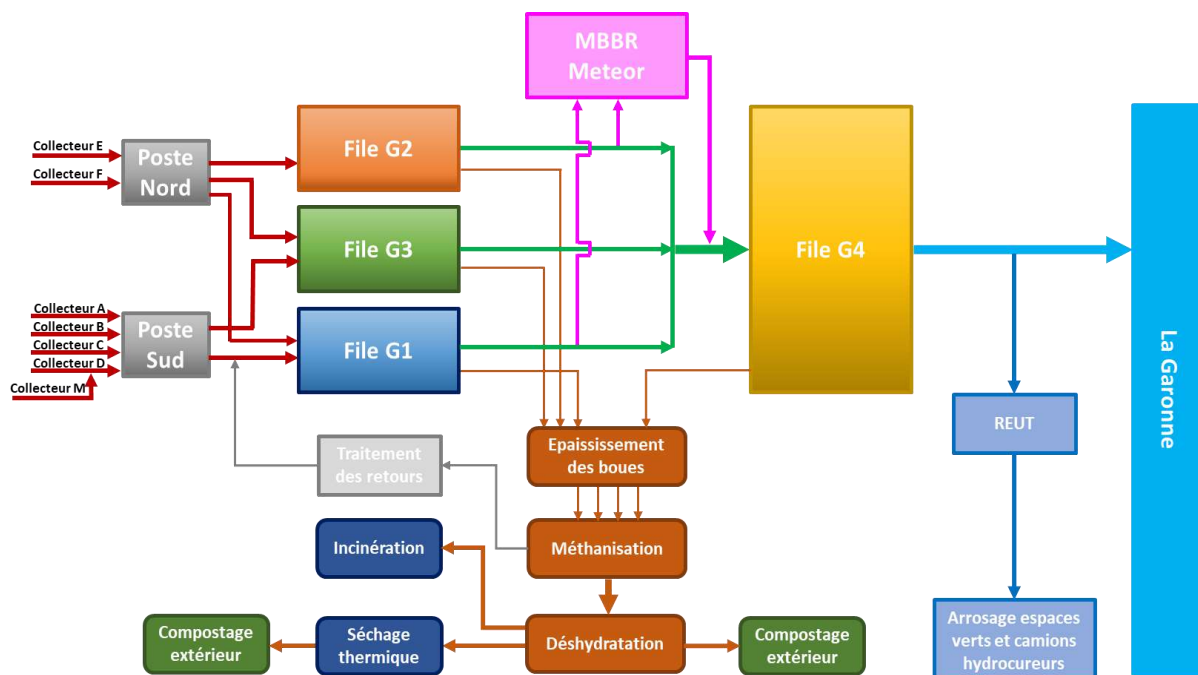 MBBR
Meteor
Collecteur E
Collecteur F
Poste
Nord
File G2
File G3
File G4
Collecteur A
Collecteur B
Collecteur C
Collecteur D
Collecteur M
Poste
Sud
File G1
La Garonne
REUT
Traitement
des retours
Epaississement
des boues
Incinération
Méthanisation
Compostage
extérieur
Séchage
thermique
Déshydratation
Compostage
extérieur
Arrosage espaces
verts et camions
hydrocureurs